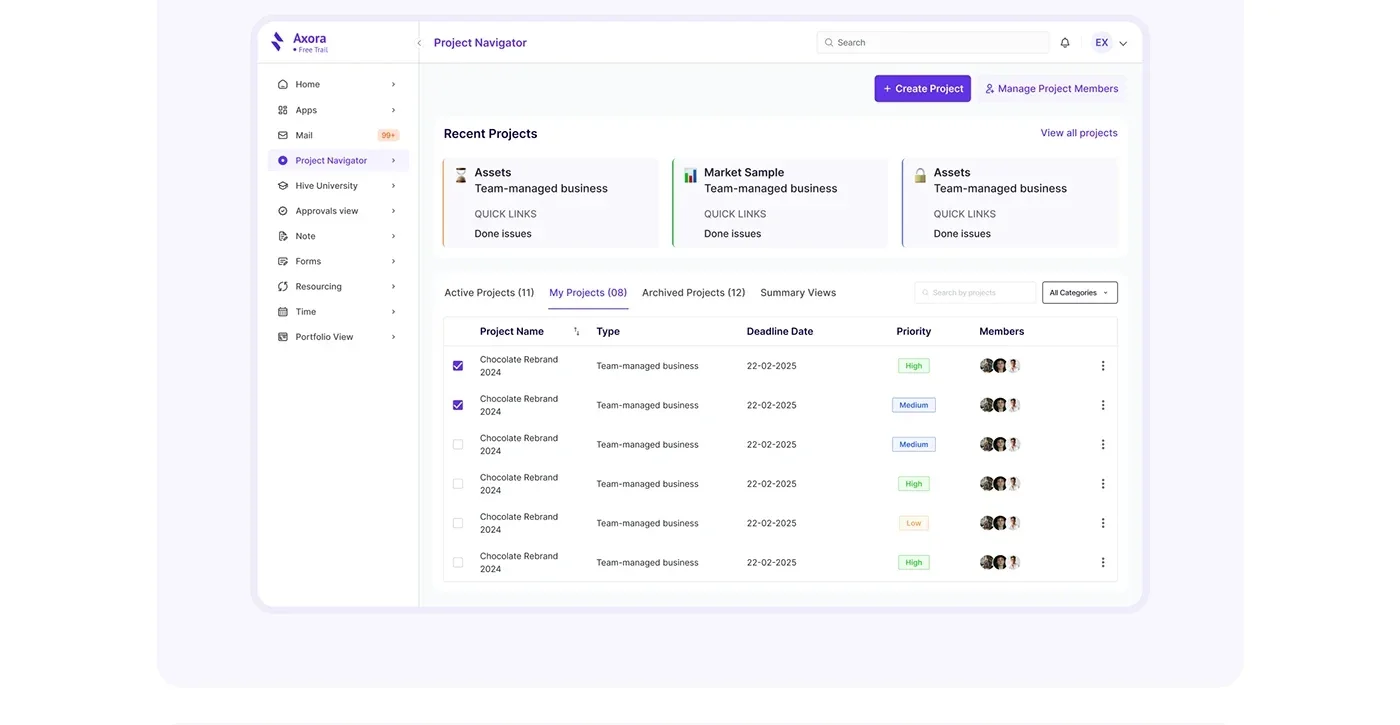 Axora
• Free Trail
Project Navigator
Search
EX
Home
Apps
Mail
99+
Project Navigator
Hive University
Approvals view
Note
Forms
Resourcing
Time
Portfolio View
+ Create Project
Manage Project Members
Recent Projects
View all projects
Assets
Team-managed business
QUICK LINKS
Done issues
Market Sample
Team-managed business
QUICK LINKS
Done issues
Assets
Team-managed business
QUICK LINKS
Done issues
Active Projects (11)
My Projects (08)
Archived Projects (12)
Summary Views
Search by projects
All Categories
Project Name Type Deadline Date Priority Members
Chocolate Rebrand
2024
Team-managed business 22-02-2025 High
Chocolate Rebrand
2024
Team-managed business 22-02-2025 Medium
Chocolate Rebrand
2024
Team-managed business 22-02-2025 Medium
Chocolate Rebrand
2024
Team-managed business 22-02-2025 High
Chocolate Rebrand
2024
Team-managed business 22-02-2025 Low
Chocolate Rebrand
2024
Team-managed business 22-02-2025 High